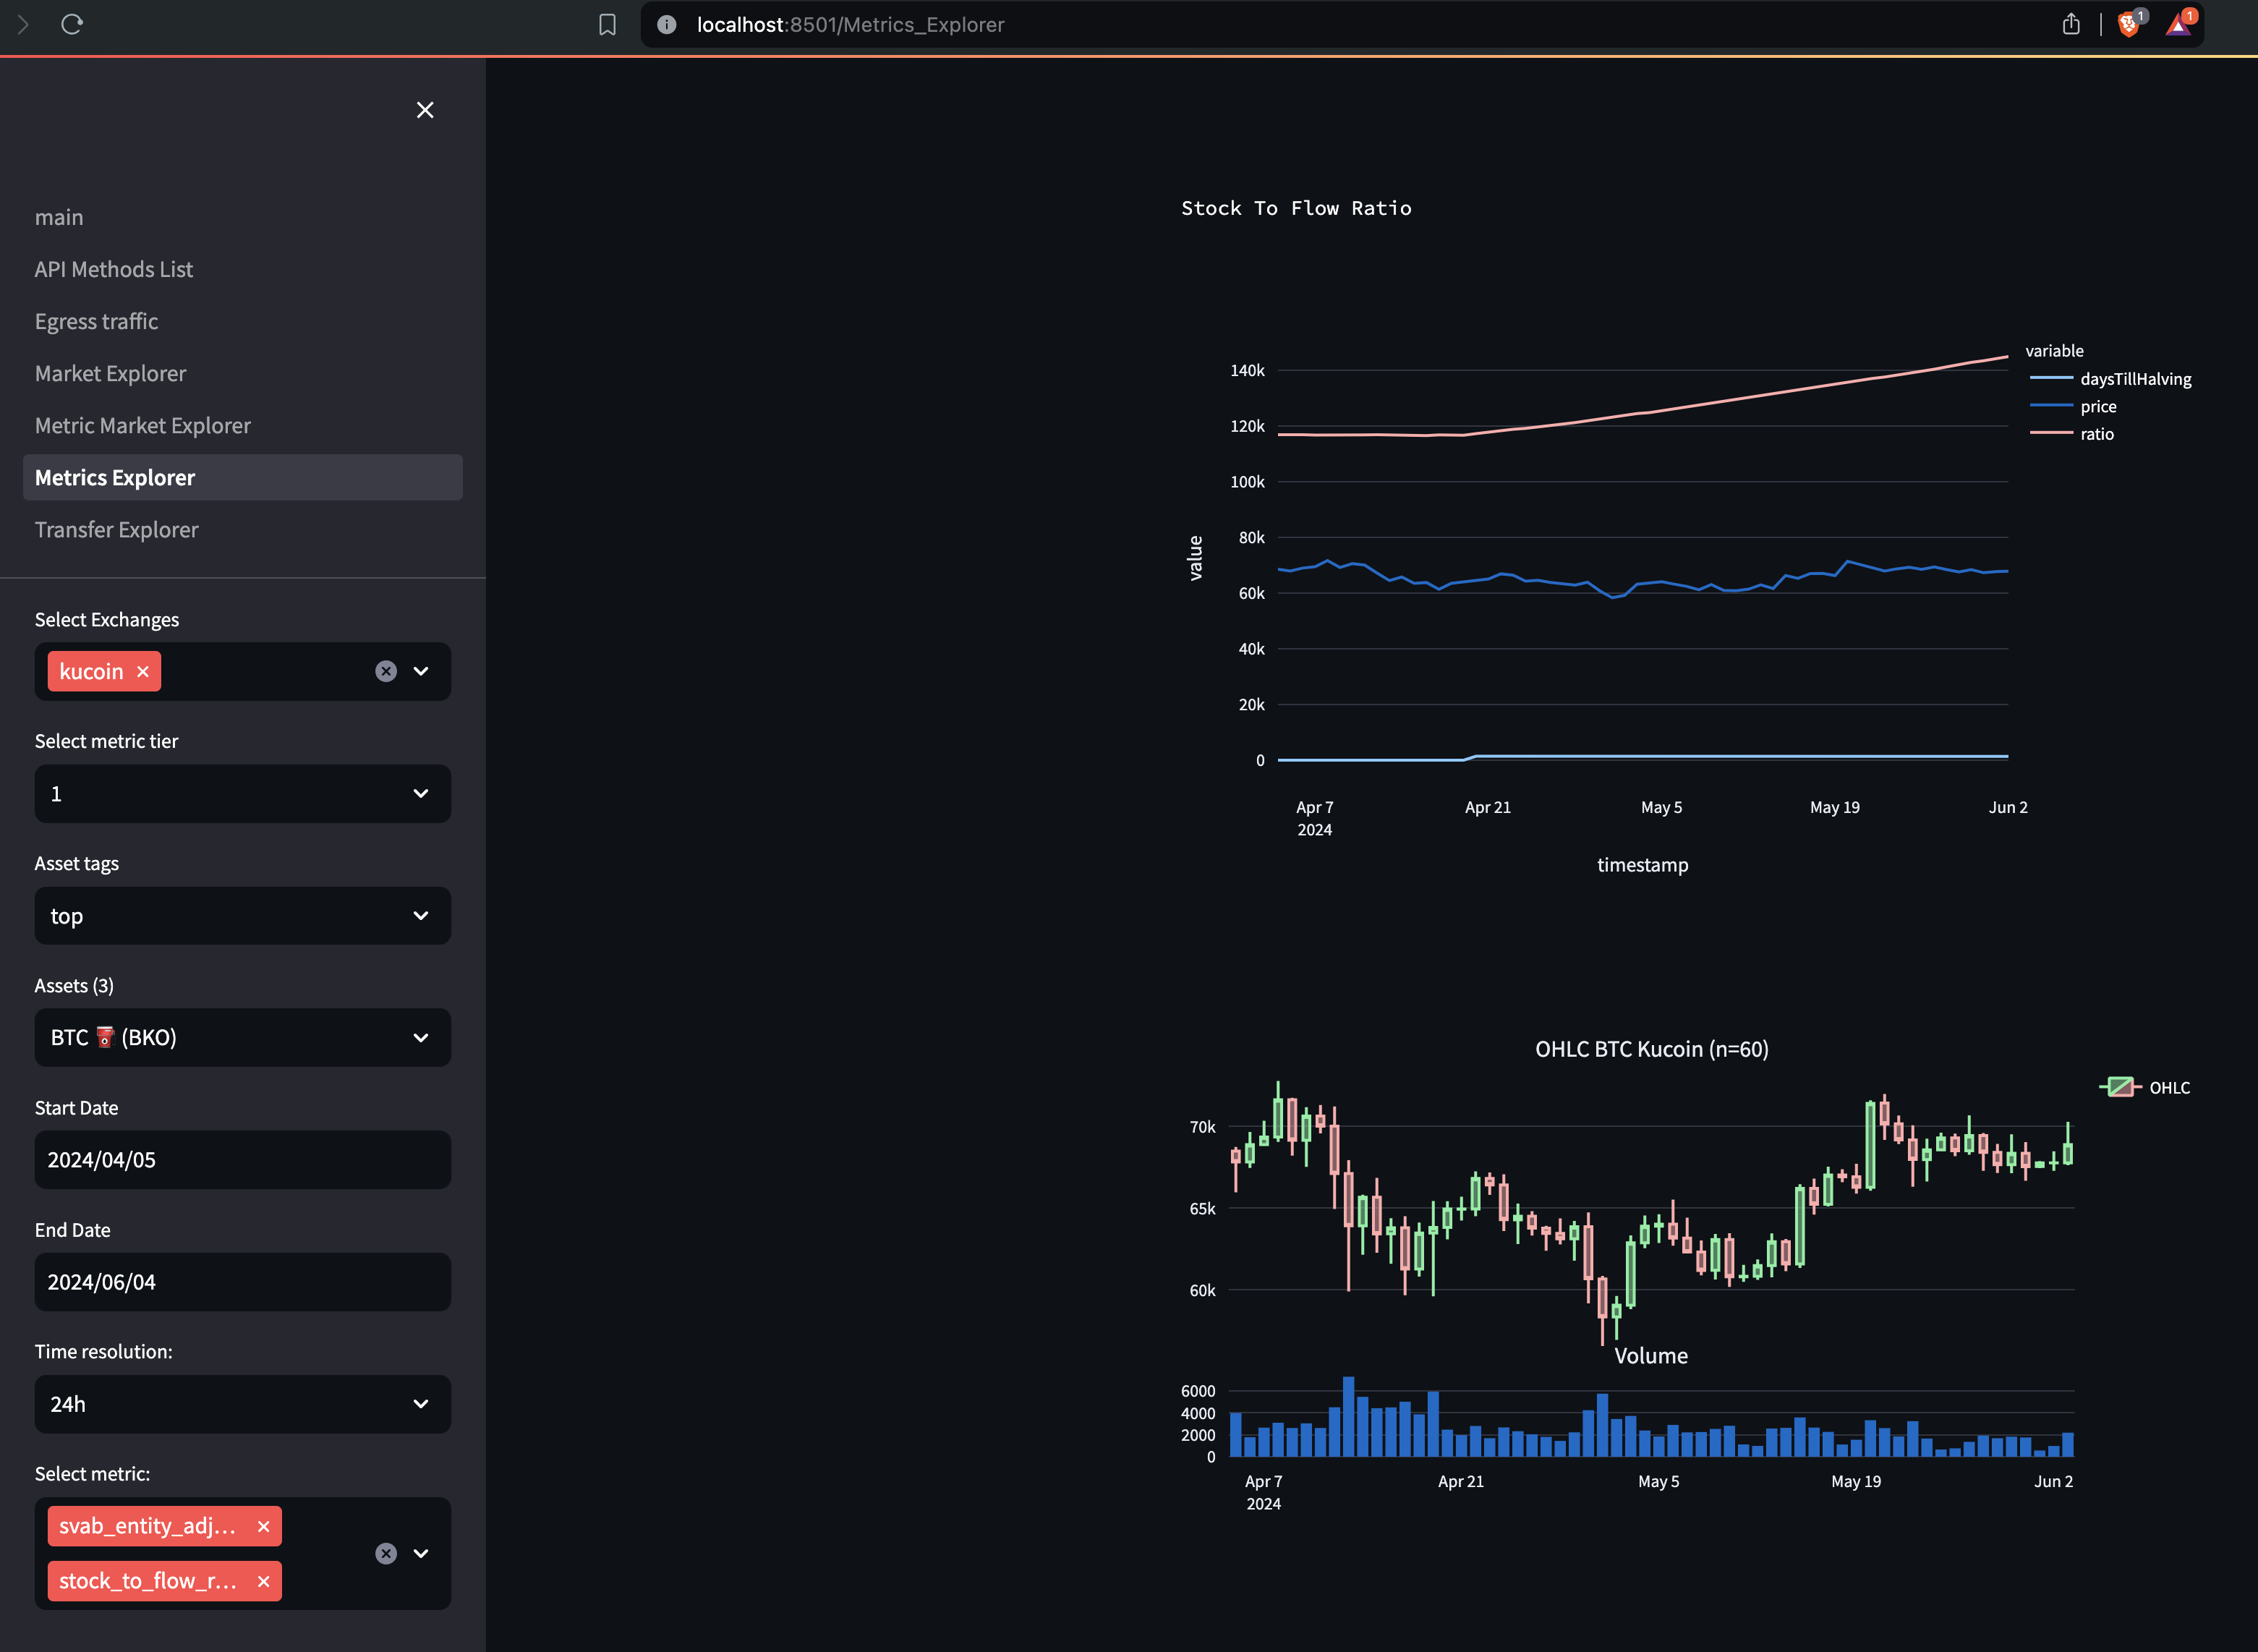 localhost:8501/Metrics_Explorer
1
1
main
API Methods List
Egress traffic
Market Explorer
Metric Market Explorer
Metrics Explorer
Transfer Explorer
Select Exchanges
kucoin
Select metric tier
1
Asset tags
top
Assets (3)
BTC (BKO)
Start Date
2024/04/05
End Date
2024/06/04
Time resolution:
24h
Select metric:
svab_entity_adj...
stock_to_flow_r...
Stock To Flow Ratio
140k
120k
100k
80k
60k
40k
20k
0
value
Apr 7
2024
Apr 21
May 5
May 19
Jun 2
timestamp
variable
daysTillHalving
price
ratio
OHLC BTC Kucoin (n=60)
OHLC
70k
65k
60k
Volume
6000
4000
2000
0
Apr 7
2024
Apr 21
May 5
May 19
Jun 2